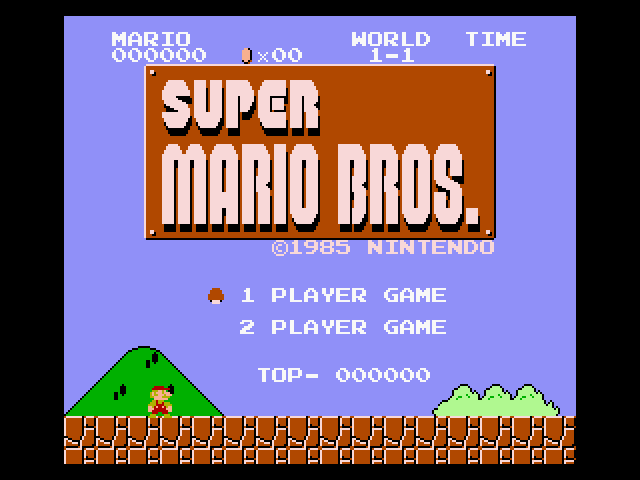 MARIO WORLD TIME
000000 ×00 1-1
SUPER
MARIO BROS.
©1985 NINTENDO
1 PLAYER GAME
2 PLAYER GAME
TOP- 000000